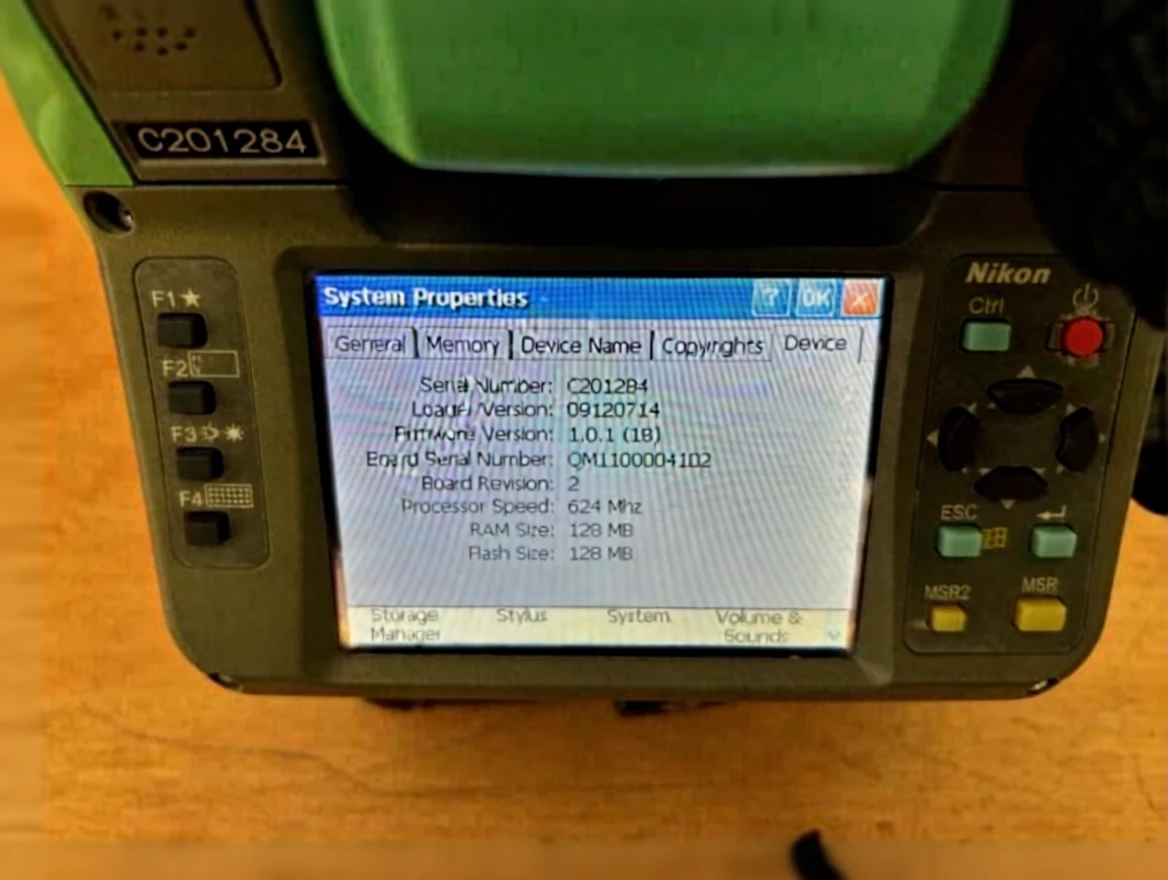 C201284
Nikon
Ctrl
F1
F2
F3
F4
System Properties ? OK ×
General Memory Device Name Copyrights Device
Serial Number: C201284
Loader Version: 09120714
Firmware Version: 1.0.1 (18)
Board Serial Number: QM1100004102
Board Revision: 2
Processor Speed: 624 Mhz
RAM Size: 128 MB
Flash Size: 128 MB
Storage Manager
Stylus
System
Volume & Sounds
ESC
MSR2 MSR